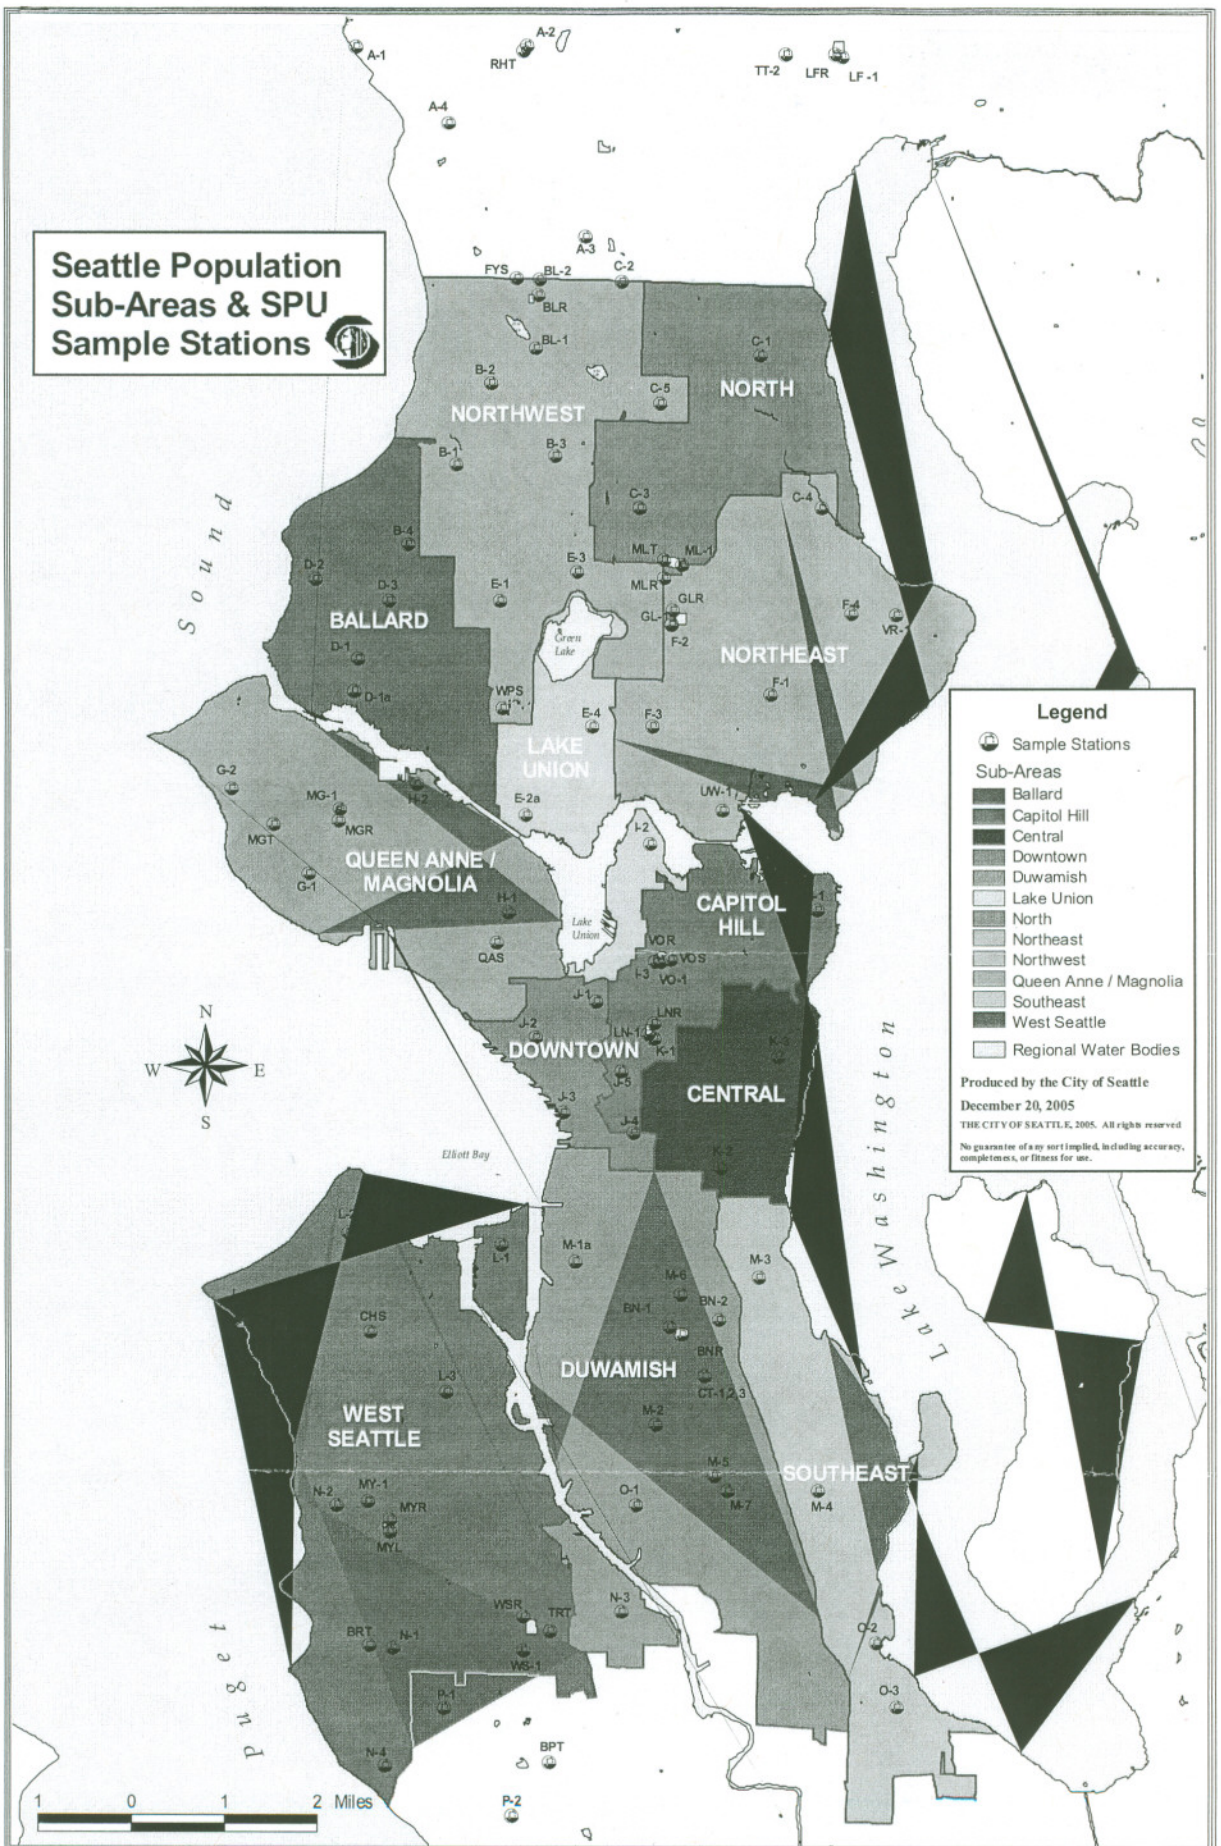 A-1
A-2
RHT
TT-2
LFR
LF -1
A-4
A-3
Seattle Population
Sub-Areas & SPU
Sample Stations
FYS
BL-2
C-2
BLR
BL-1
C-1
B-2
C-5
NORTH
NORTHWEST
B-3
B-1
C-3
C-4
B-4
MLT
ML-1
E-3
D-2
MLR
D-3
E-1
GLR
GL-1
F-4
VR-1
BALLARD
F-2
Green
Lake
NORTHEAST
D-1
D-1a
WPS
F-1
E-4
F-3
LAKE
UNION
G-2
H-2
MG-1
E-2a
UW-1
MGR
MGT
I-2
QUEEN ANNE /
MAGNOLIA
G-1
H-1
CAPITOL
HILL
-1
Lake
Union
QAS
VOR
VOS
I-3
VO-1
J-1
J-2
LNR
LN-1
K-1
K-3
DOWNTOWN
J-5
J-3
CENTRAL
J-4
K-2
Elliott Bay
N
W
E
S
Sound
Puget
Lake Washington
L-1
M-1a
M-3
M-6
BN-1
BN-2
CHS
BNR
DUWAMISH
L-3
CT-1,2,3
WEST
SEATTLE
M-2
M-5
SOUTHEAST
N-2
MY-1
MYR
O-1
M-7
M-4
MYL
WSR
TRT
N-3
BRT
N-1
WS-1
O-2
P-1
O-3
N-4
BPT
P-2
1
0
1
2 Miles
Legend
Sample Stations
Sub-Areas
Ballard
Capitol Hill
Central
Downtown
Duwamish
Lake Union
North
Northeast
Northwest
Queen Anne / Magnolia
Southeast
West Seattle
Regional Water Bodies
Produced by the City of Seattle
December 20, 2005
THE CITY OF SEATTLE, 2005. All rights reserved
No guarantee of any sort implied, including accuracy,
completeness, or fitness for use.